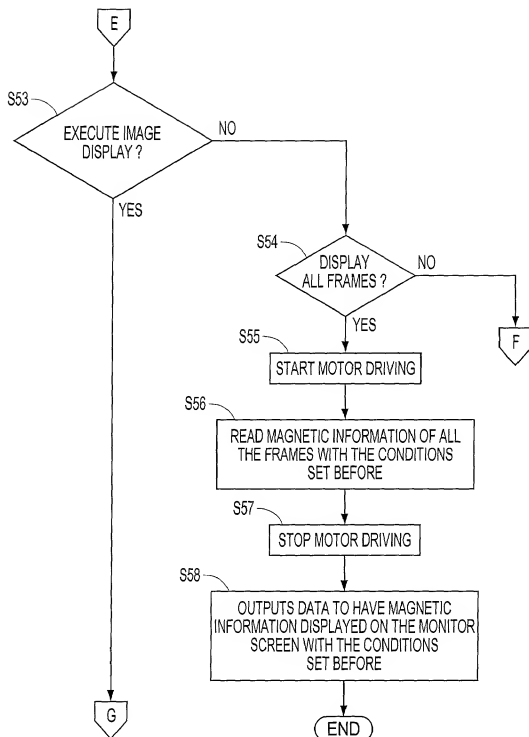 E
S53
EXECUTE IMAGE
DISPLAY ?
NO
YES
S54
DISPLAY
ALL FRAMES ?
NO
YES
F
S55
START MOTOR DRIVING
S56
READ MAGNETIC INFORMATION OF ALL
THE FRAMES WITH THE CONDITIONS
SET BEFORE
S57
STOP MOTOR DRIVING
S58
OUTPUTS DATA TO HAVE MAGNETIC
INFORMATION DISPLAYED ON THE MONITOR
SCREEN WITH THE CONDITIONS
SET BEFORE
G
END